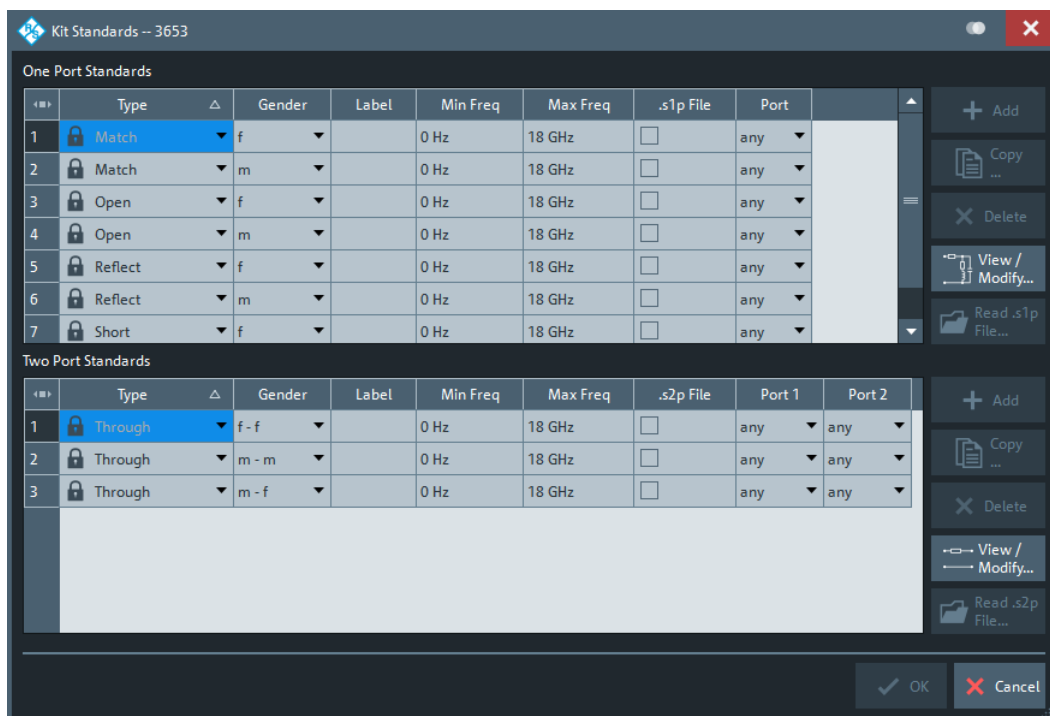 Kit Standards -- 3653
One Port Standards
Type Gender Label Min Freq Max Freq .s1p File Port
1 Match f 0 Hz 18 GHz any
2 Match m 0 Hz 18 GHz any
3 Open f 0 Hz 18 GHz any
4 Open m 0 Hz 18 GHz any
5 Reflect f 0 Hz 18 GHz any
6 Reflect m 0 Hz 18 GHz any
7 Short f 0 Hz 18 GHz any
Add
Copy
...
Delete
View /
Modify...
Read .s1p
File...
Two Port Standards
Type Gender Label Min Freq Max Freq .s2p File Port 1 Port 2
1 Through f - f 0 Hz 18 GHz any any
2 Through m - m 0 Hz 18 GHz any any
3 Through m - f 0 Hz 18 GHz any any
Add
Copy
...
Delete
View /
Modify...
Read .s2p
File...
OK Cancel